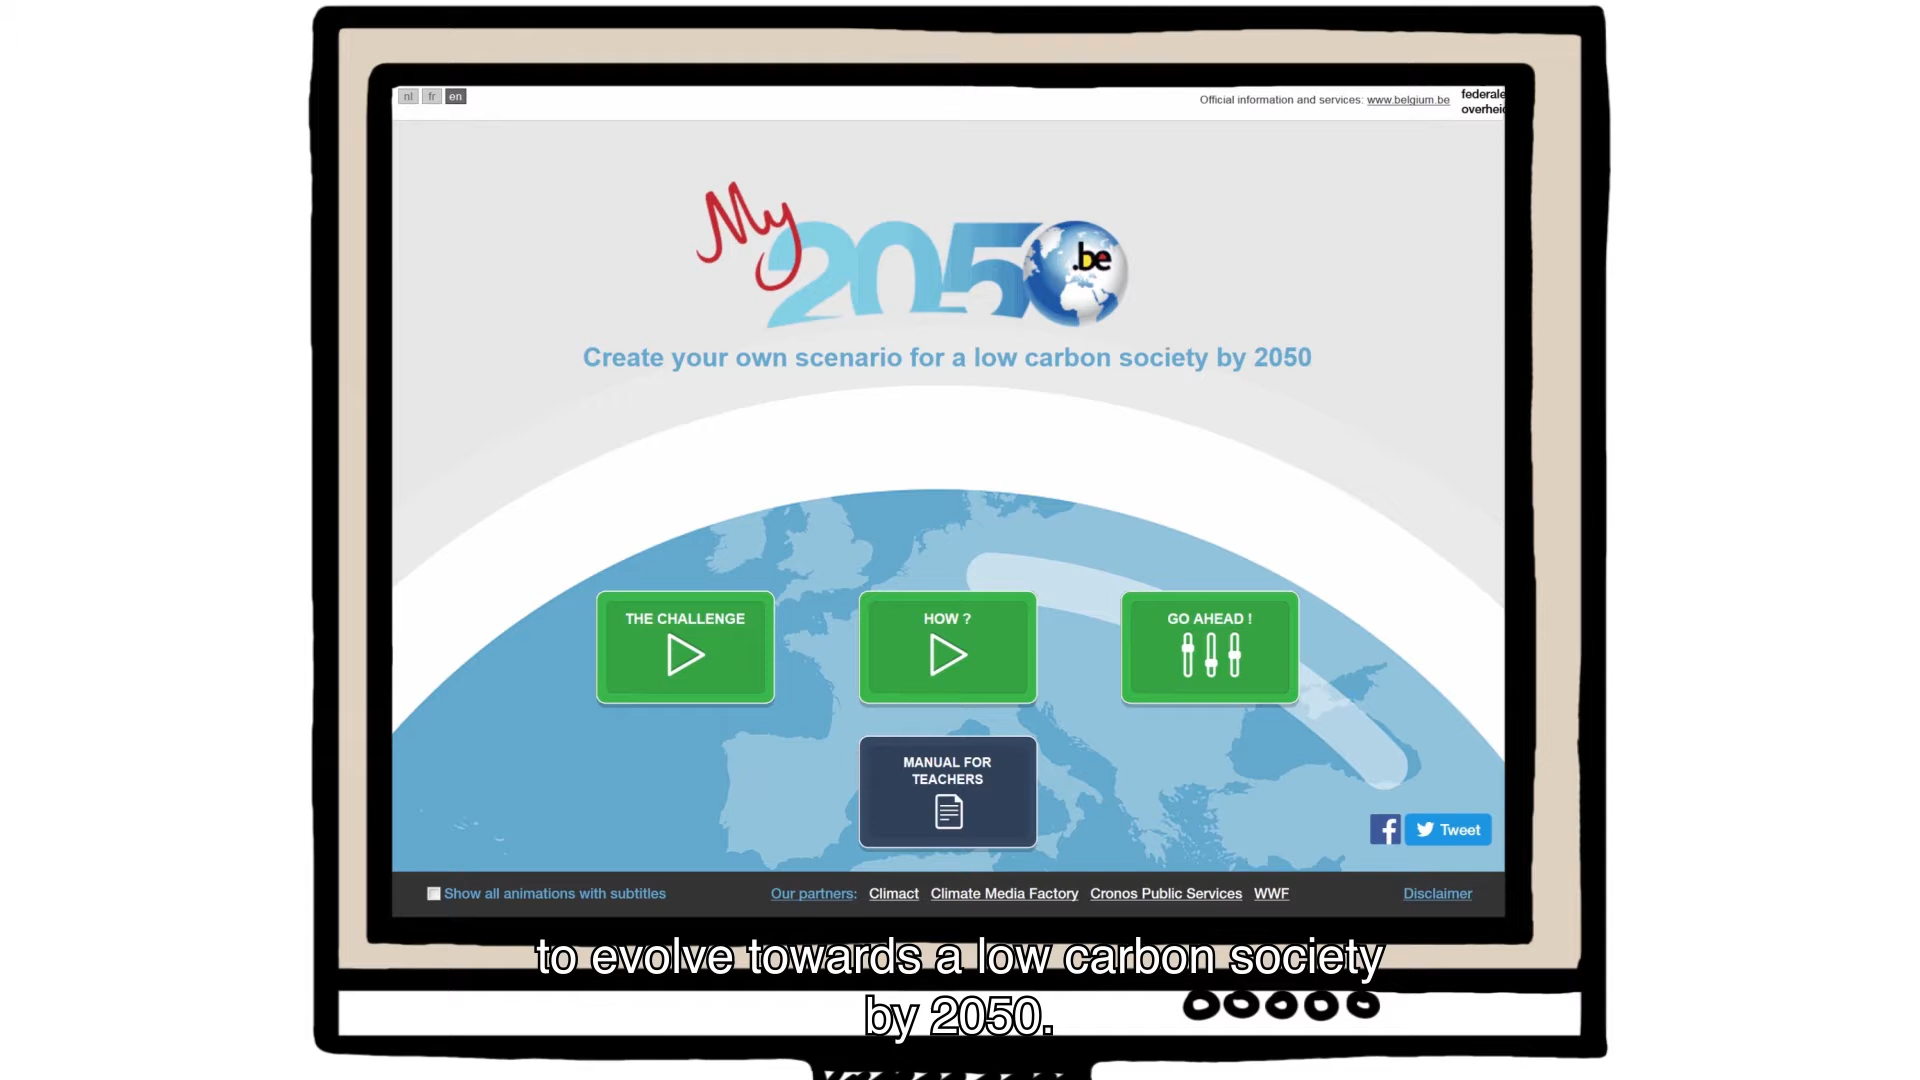 nl fr en
Official information and services: www.belgium.be
federale
overheid
My
2050
.be
Create your own scenario for a low carbon society by 2050
THE CHALLENGE
HOW ?
GO AHEAD !
MANUAL FOR
TEACHERS
Tweet
Show all animations with subtitles
Our partners: Climact Climate Media Factory Cronos Public Services WWF
Disclaimer
to evolve towards a low carbon society
by 2050.